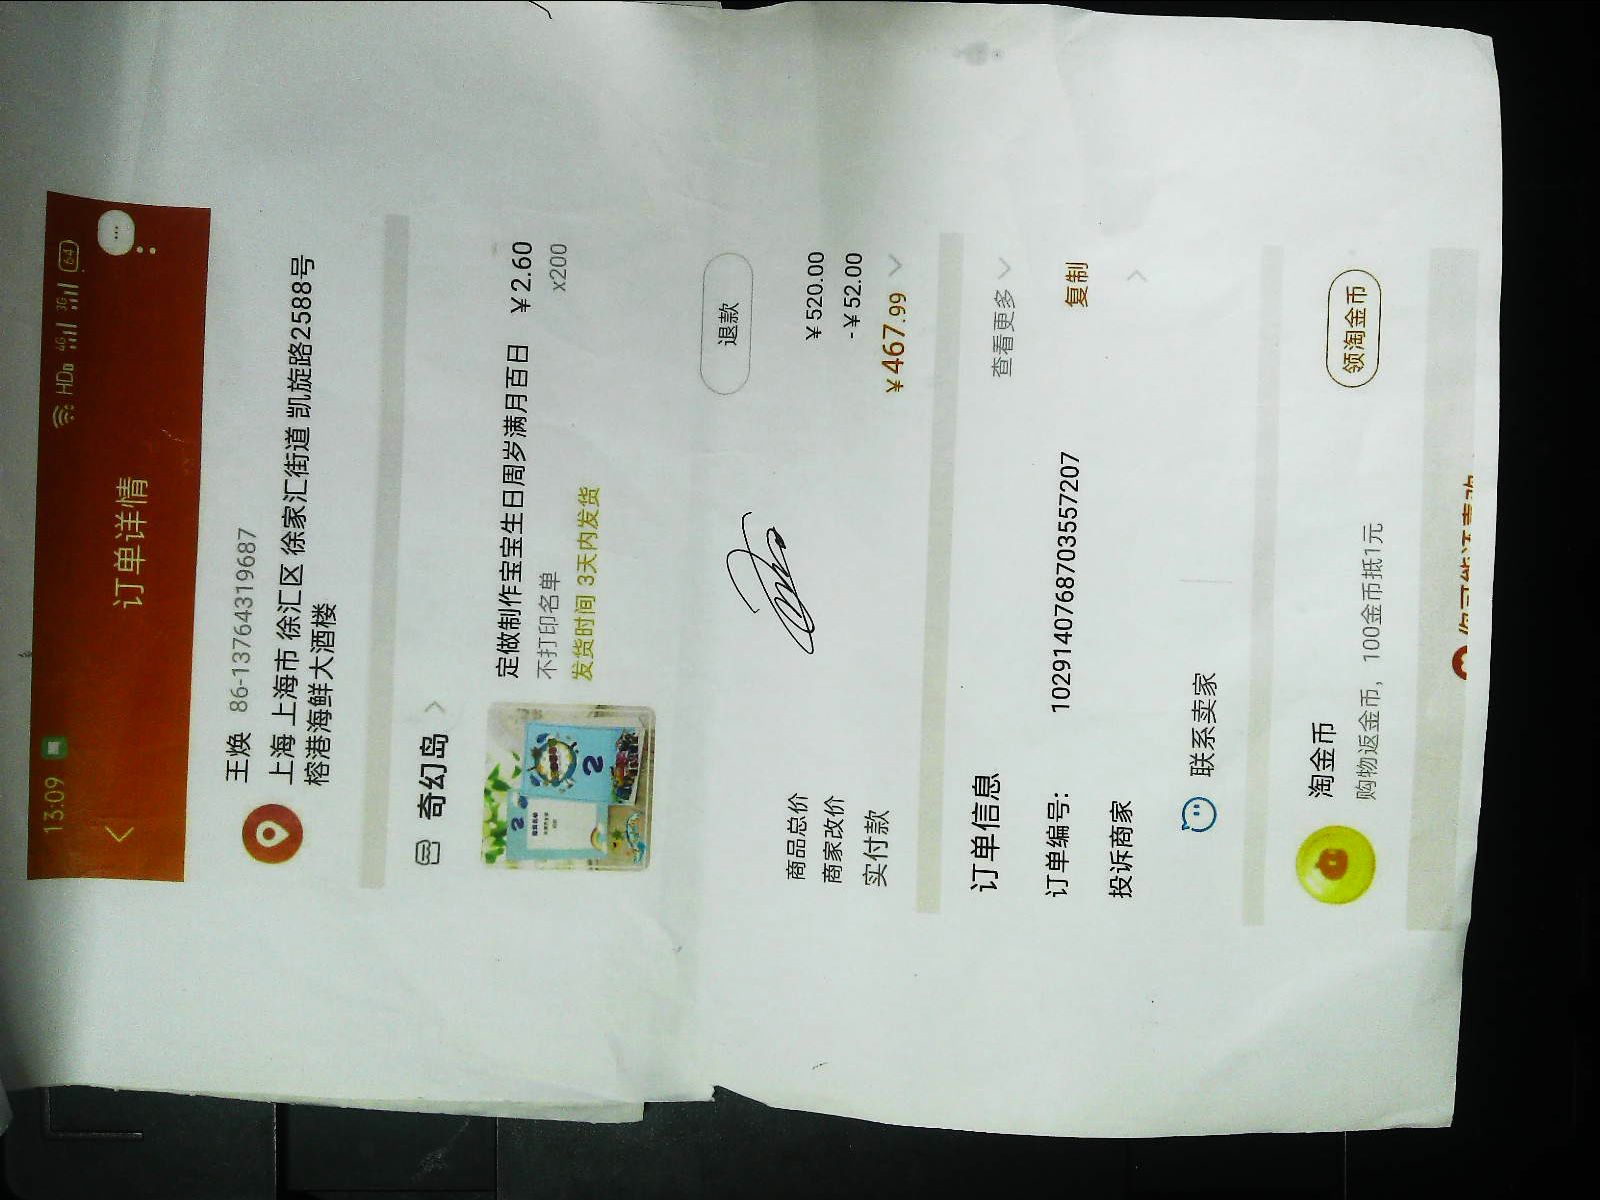 13:09
HD 4G 3G 64
订单详情
王焕 86-13764319687
上海 上海市 徐汇区 徐家汇街道 凯旋路2588号
榕港海鲜大酒楼
奇幻岛
定做制作宝宝生日周岁满月百日 ¥2.60
不打印名单 x200
发货时间 3天内发货
退款
商品总价 ¥520.00
商家改价 -¥52.00
实付款 ¥467.99
订单信息 查看更多
订单编号： 1029140768703557207 复制
投诉商家
联系卖家
淘金币
购物返金币，100金币抵1元
领淘金币